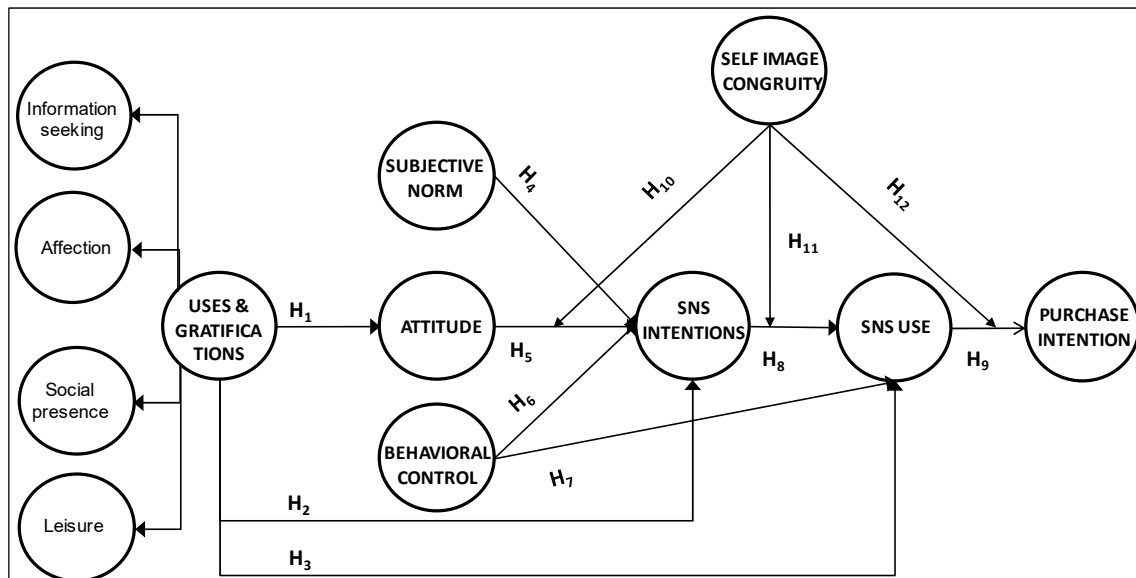 Information
seeking
Affection
Social
presence
Leisure
USES &
GRATIFICA
TIONS
H1
H2
H3
SUBJECTIVE
NORM
ATTITUDE
BEHAVIORAL
CONTROL
H4
H5
H6
H7
SELF IMAGE
CONGRUITY
H10
H11
H12
SNS
INTENTIONS
H8
SNS USE
H9
PURCHASE
INTENTION